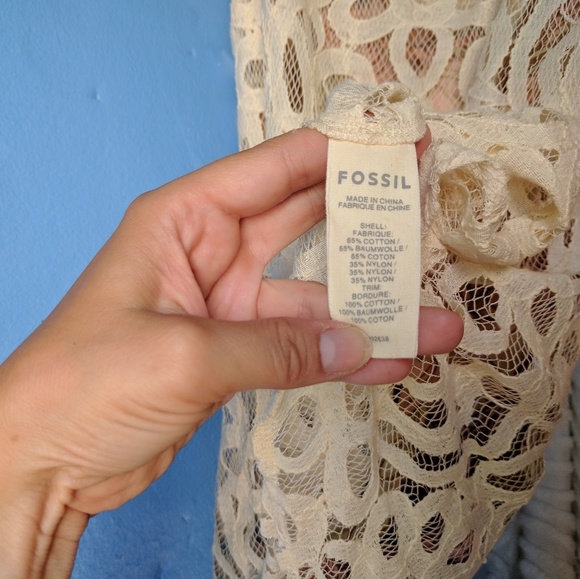 FOSSIL
MADE IN CHINA
FABRIQUE EN CHINE
SHELL:
FABRIQUE:
65% COTTON /
65% BAUMWOLLE /
65% COTON
35% NYLON /
35% NYLON /
35% NYLON
TRIM:
BORDURE:
100% COTTON /
100% BAUMWOLLE /
100% COTON